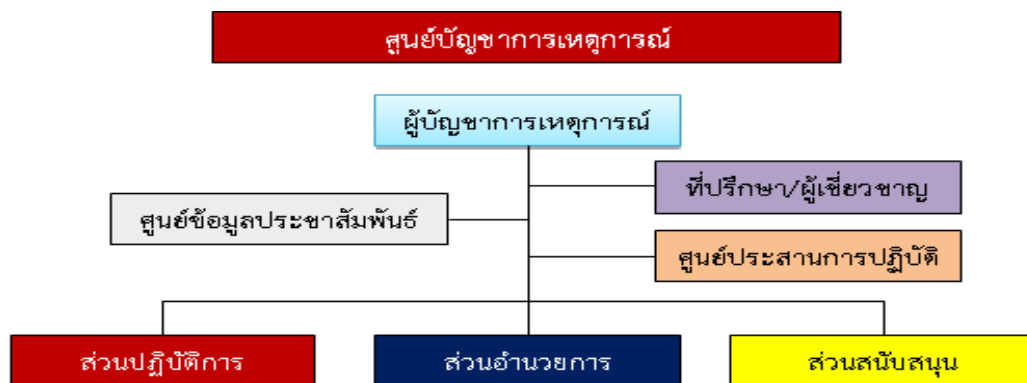 ศูนย์บัญชาการเหตุการณ์
ผู้บัญชาการเหตุการณ์
ที่ปรึกษา/ผู้เชี่ยวชาญ
ศูนย์ข้อมูลประชาสัมพันธ์
ศูนย์ประสานการปฏิบัติ
ส่วนปฏิบัติการ
ส่วนอำนวยการ
ส่วนสนับสนุน